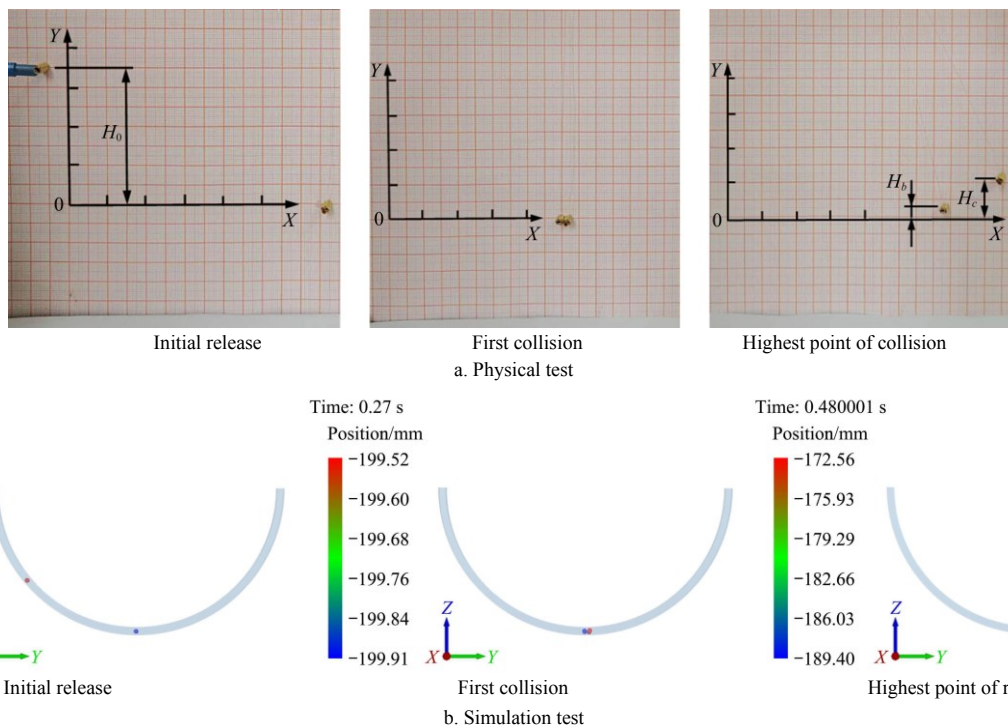 Y
H₀
0
X
Y
0
X
Y
H_b
H_c
0
X
Initial release
First collision
Highest point of collision
a. Physical test
Time: 0.27 s
Position/mm
−199.52
−199.60
−199.68
−199.76
−199.84
−199.91
Time: 0.480001 s
Position/mm
−172.56
−175.93
−179.29
−182.66
−186.03
−189.40
Y
Z
X
Y
Z
X
Y
Initial release
First collision
Highest point of
b. Simulation test